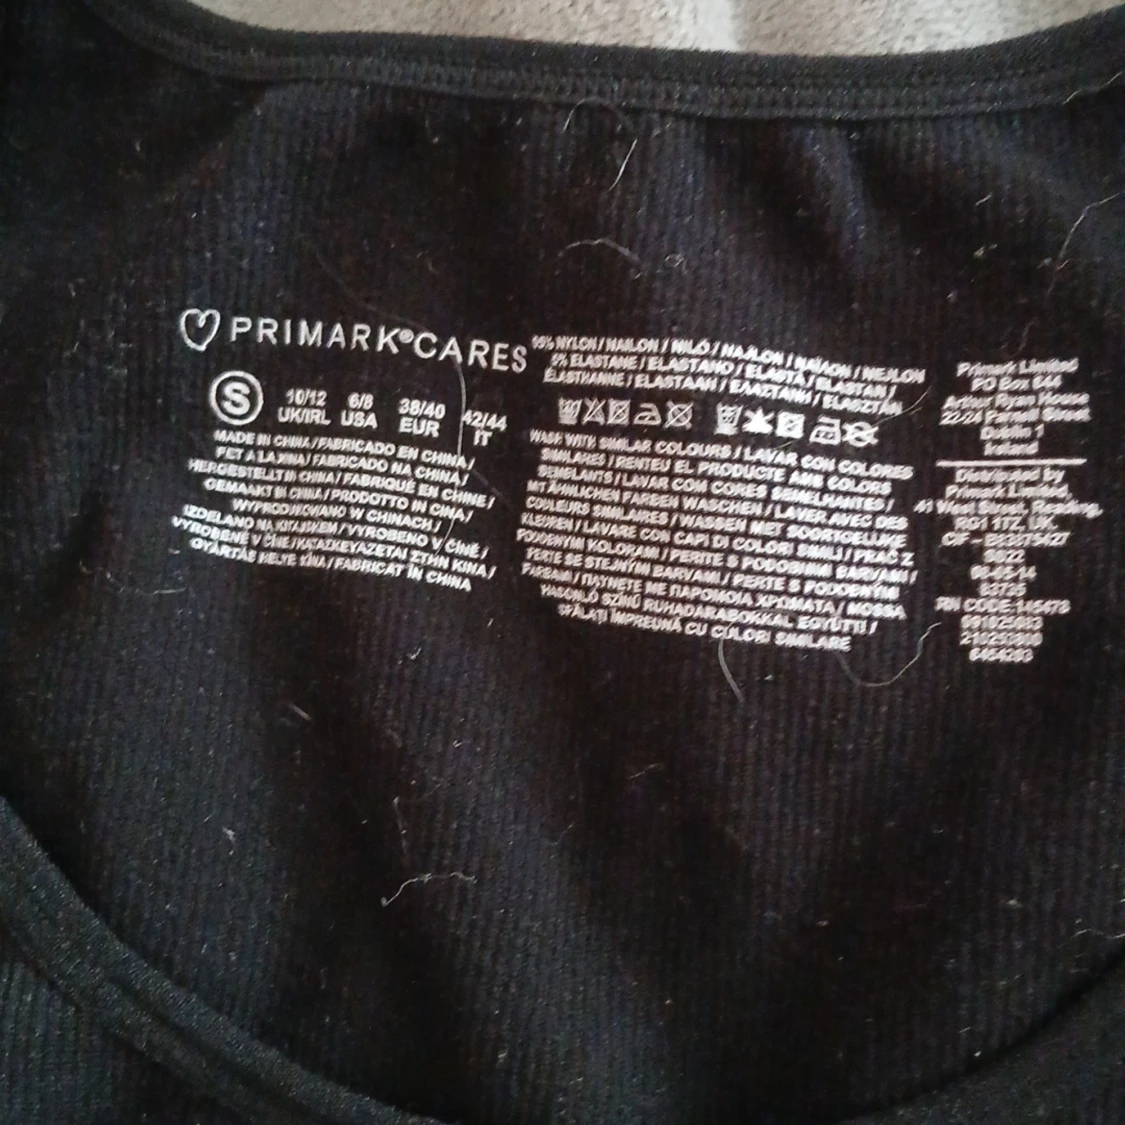 PRIMARK®CARES
S
10/12 6/8 38/40 42/44
UK/IRL USA EUR IT
MADE IN CHINA / FABRICADO EN CHINA /
FET A LA XINA / FABRICADO NA CHINA /
HERGESTELLT IN CHINA / FABRIQUÉ EN CHINE /
GEMAAKT IN CHINA / PRODOTTO IN CINA /
WYPRODUKOWANO W CHINACH /
IZDELANO NA KITAJSKEM / VYROBENO V ČÍNĚ /
VYROBENÉ V ČÍNE / ΚΑΤΑΣΚΕΥΑΖΕΤΑΙ ΣΤΗΝ ΚΙΝΑ /
GYÁRTÁS HELYE KÍNA / FABRICAT ÎN CHINA
95% NYLON / NAILON / NILÓ / NÁILON / NAJLON
5% ELASTANE / ELASTANO / ELASTÀ / ELASTAN /
ÉLASTHANNE / ELASTAAN / ΕΛΑΣΤΑΝΗ / ELASZTÁN
WASH WITH SIMILAR COLOURS / LAVAR CON COLORES
SIMILARES / RENTEU EL PRODUCTE AMB COLORS
SEMBLANTS / LAVAR COM CORES SEMELHANTES /
MIT ÄHNLICHEN FARBEN WASCHEN / LAVER AVEC DES
COULEURS SIMILAIRES / WASSEN MET SOORTGELIJKE
KLEUREN / LAVARE CON CAPI DI COLORI SIMILI / PRAĆ Z
PODOBNYMI KOLORAMI / PERITE S PODOBNIMI BARVAMI /
PERTE SE STEJNÝMI BARVAMI / PERTE S PODOBNÝMI
FARBAMI / ΠΛΥΝΕΤΕ ΜΕ ΠΑΡΟΜΟΙΑ ΧΡΩΜΑΤΑ / MOSSA
HASONLÓ SZÍNŰ RUHADARABOKKAL EGYÜTT /
SPĂLAȚI ÎMPREUNĂ CU CULORI SIMILARE
Primark Limited
PO Box 644
Arthur Ryan House
22-24 Parnell Street
Dublin 1
Ireland
Distributed by
Primark Limited,
41 West Street, Reading,
RG1 1TZ, UK.
RN CODE 145478